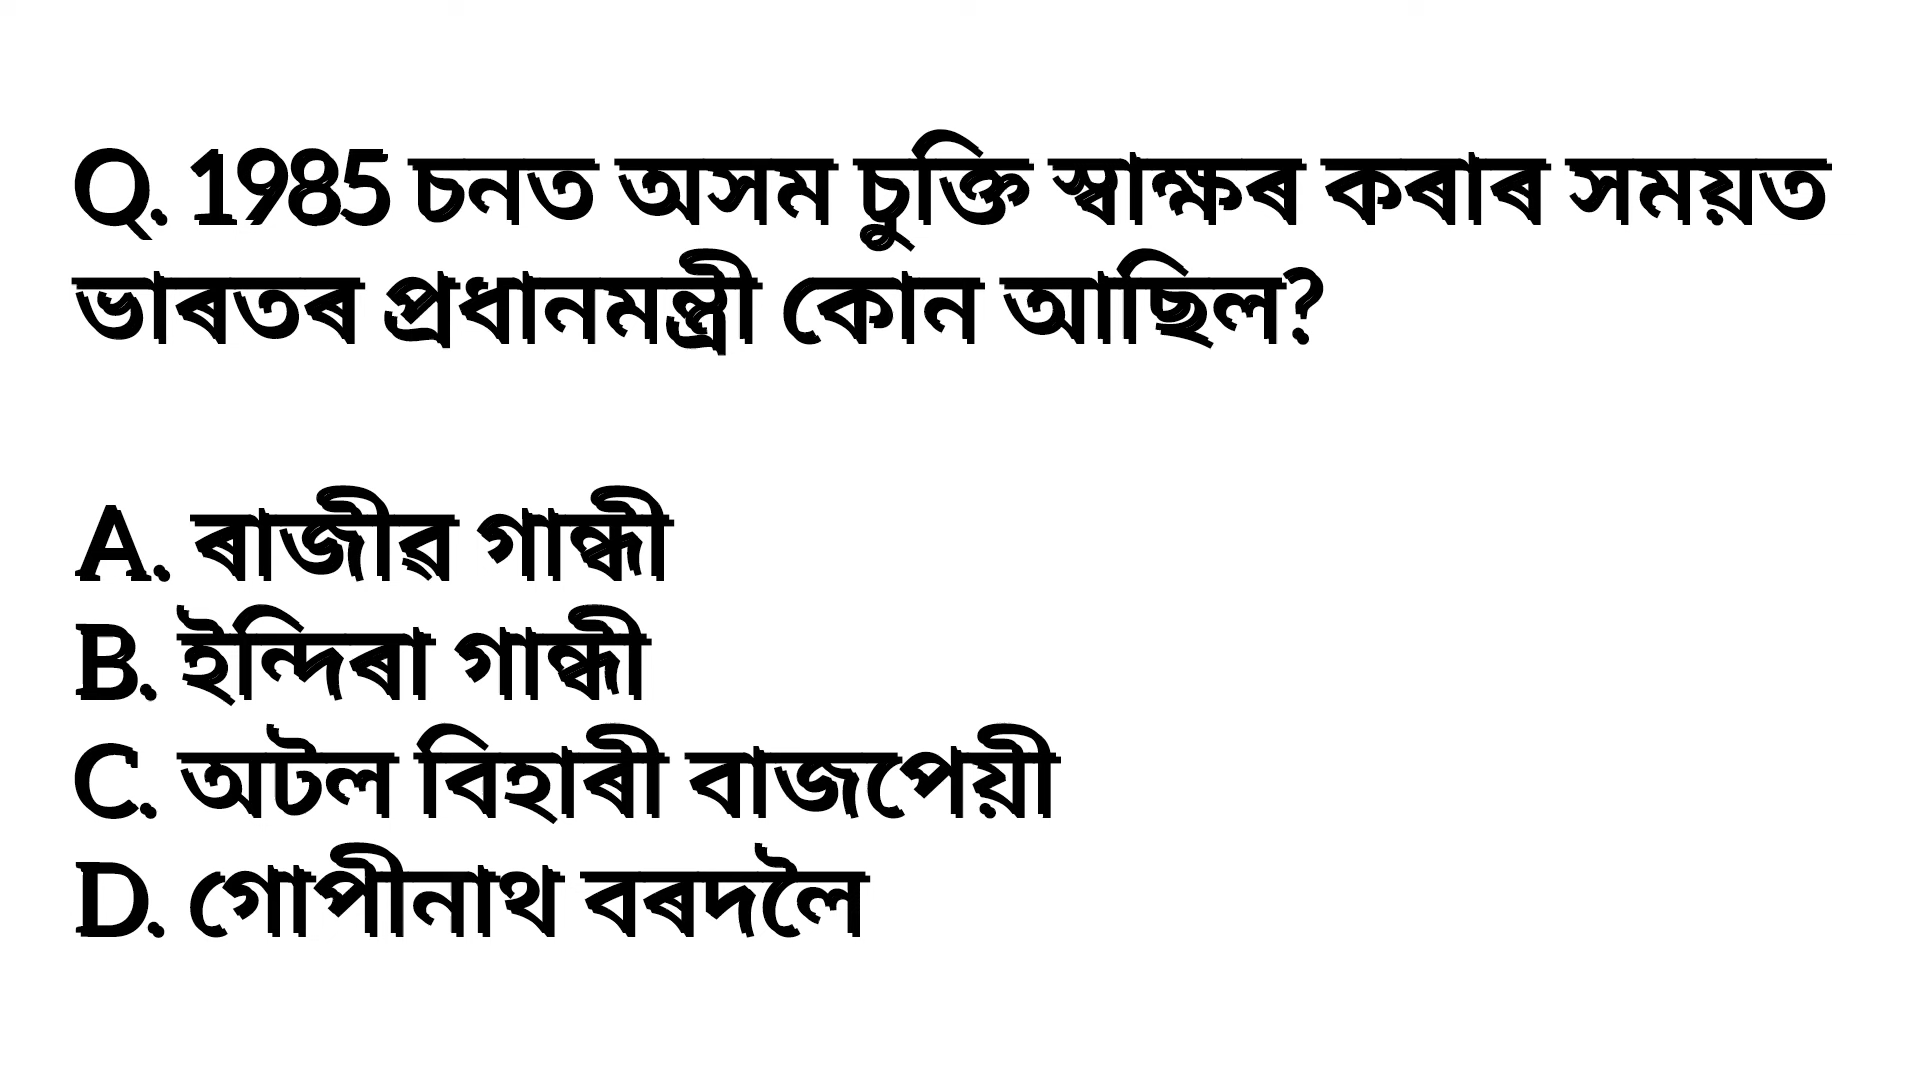 Q. 1985 চনত অসম চুক্তি স্বাক্ষৰ কৰাৰ সময়ত
ভাৰতৰ প্ৰধানমন্ত্ৰী কোন আছিল?
A. ৰাজীৱ গান্ধী
B. ইন্দিৰা গান্ধী
C. অটল বিহাৰী বাজপেয়ী
D. গোপীনাথ বৰদলৈ